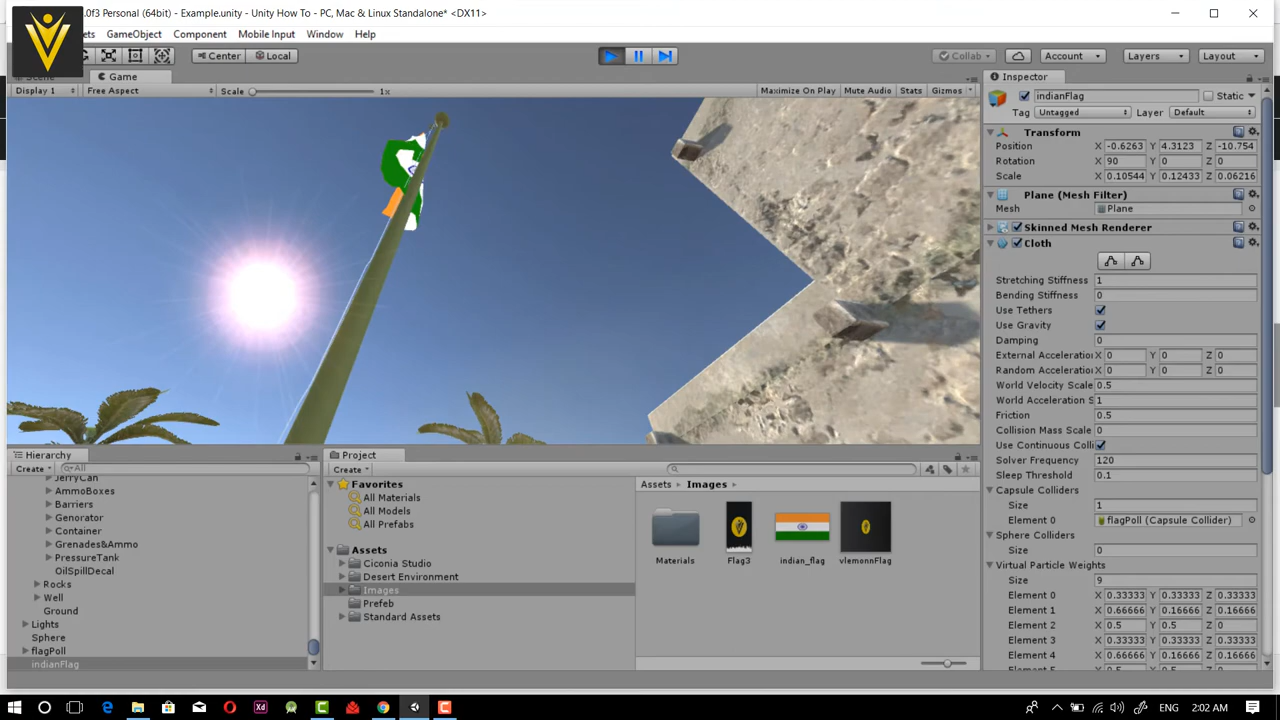 .0f3 Personal (64bit) - Example.unity - Unity How To - PC, Mac & Linux Standalone* <DX11>
ets GameObject Component Mobile Input Window Help
Center Local Collab Account Layers Layout
Game Inspector
Display 1 Free Aspect Scale 1x Maximize On Play Mute Audio Stats Gizmos
indianFlag Static
Tag Untagged Layer Default
Transform
Position X -0.6263 Y 4.3123 Z -10.754
Rotation X 90 Y 0 Z 0
Scale X 0.10544 Y 0.12433 Z 0.06216
Plane (Mesh Filter)
Mesh Plane
Skinned Mesh Renderer
Cloth
Stretching Stiffness 1
Bending Stiffness 0
Use Tethers
Use Gravity
Damping 0
External Acceleratio X 0 Y 0 Z 0
Random Acceleration X 0 Y 0 Z 0
World Velocity Scale 0.5
World Acceleration S 1
Friction 0.5
Collision Mass Scale 0
Use Continuous Colli
Solver Frequency 120
Sleep Threshold 0.1
Capsule Colliders
Size 1
Element 0 flagPoll (Capsule Collider)
Sphere Colliders
Size 0
Virtual Particle Weights
Size 9
Element 0 X 0.33333 Y 0.33333 Z 0.33333
Element 1 X 0.66666 Y 0.16666 Z 0.16666
Element 2 X 0.5 Y 0.5 Z 0
Element 3 X 0.33333 Y 0.33333 Z 0.33333
Element 4 X 0.66666 Y 0.16666 Z 0.16666
Hierarchy
Create All
JerryCan
AmmoBoxes
Barriers
Genorator
Container
Grenades&Ammo
PressureTank
OilSpillDecal
Rocks
Well
Ground
Lights
Sphere
flagPoll
indianFlag
Project
Create
Favorites
All Materials
All Models
All Prefabs
Assets
Ciconia Studio
Desert Environment
Images
Prefeb
Standard Assets
Assets Images
Materials Flag3 indian_flag vlemonnFlag
ENG 2:02 AM